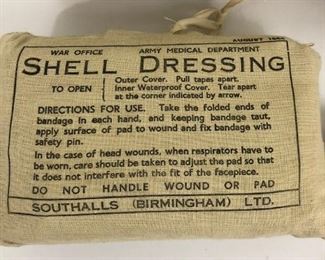 AUGUST
WAR OFFICE ARMY MEDICAL DEPARTMENT
SHELL DRESSING
TO OPEN
Outer Cover. Pull tapes apart.
Inner Waterproof Cover. Tear apart
at the corner indicated by arrow.
DIRECTIONS FOR USE. Take the folded ends of
bandage in each hand, and keeping bandage taut,
apply surface of pad to wound and fix bandage with
safety pin.
In the case of head wounds, when respirators have to
be worn, care should be taken to adjust the pad so that
it does not interfere with the fit of the facepiece.
DO NOT HANDLE WOUND OR PAD
SOUTHALLS (BIRMINGHAM) LTD.